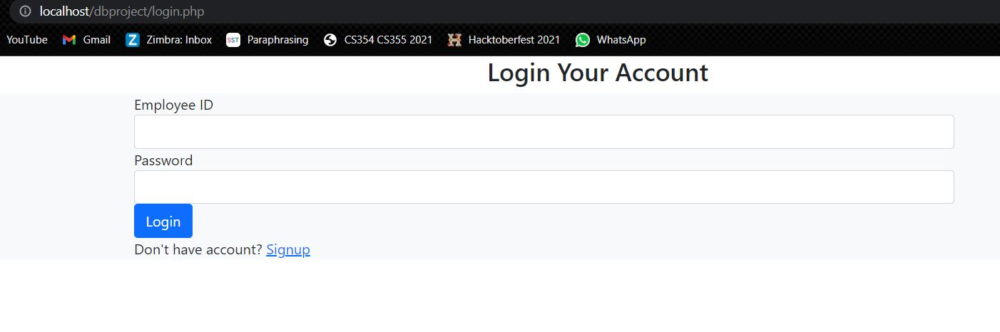 localhost/dbproject/login.php
YouTube Gmail Zimbra: Inbox SST Paraphrasing CS354 CS355 2021 Hacktoberfest 2021 WhatsApp
Login Your Account
Employee ID
Password
Login
Don't have account? Signup